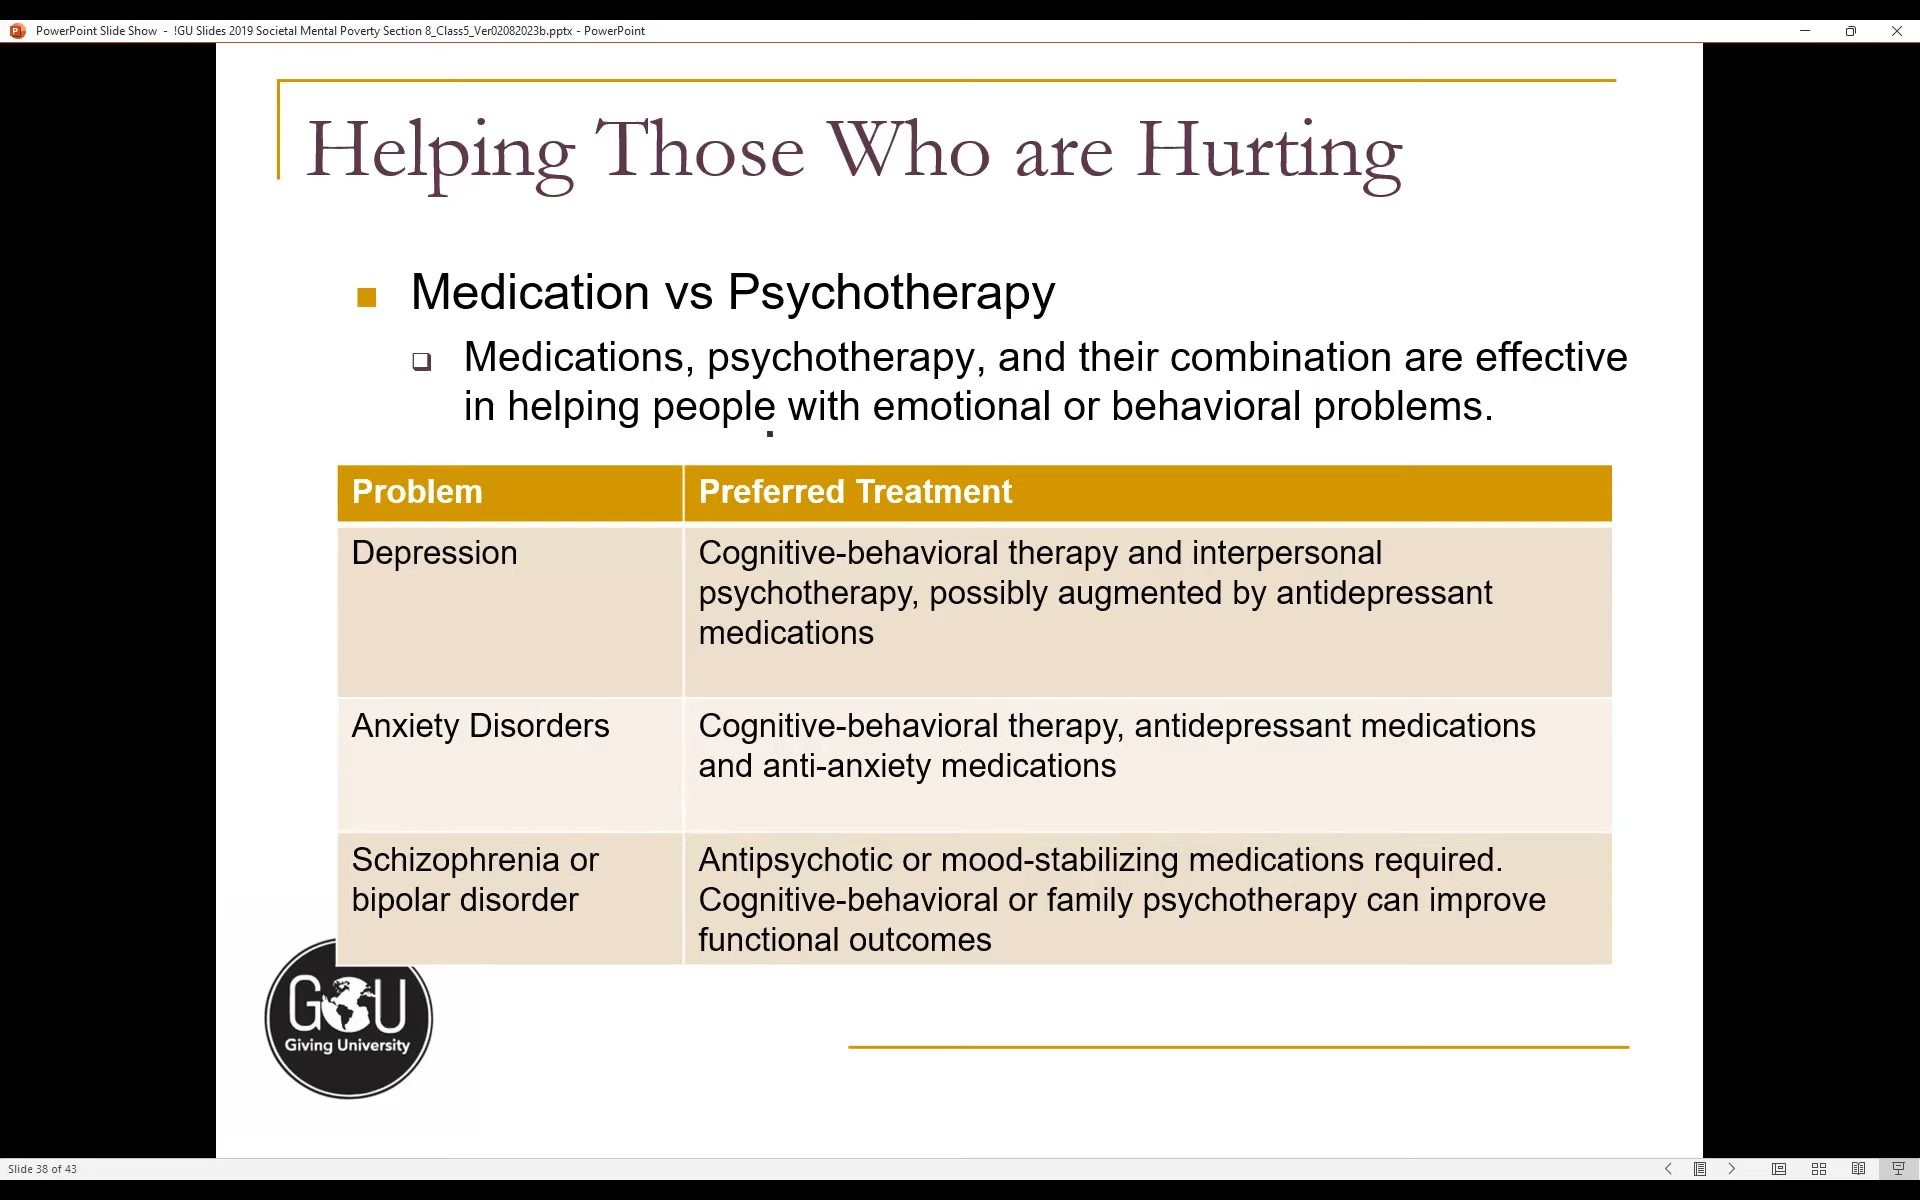 PowerPoint Slide Show - !GU Slides 2019 Societal Mental Poverty Section 8_Class5_Ver02082023b.pptx - PowerPoint
Helping Those Who are Hurting
Medication vs Psychotherapy
Medications, psychotherapy, and their combination are effective
in helping people with emotional or behavioral problems.
Problem
Preferred Treatment
Depression
Cognitive-behavioral therapy and interpersonal
psychotherapy, possibly augmented by antidepressant
medications
Anxiety Disorders
Cognitive-behavioral therapy, antidepressant medications
and anti-anxiety medications
Schizophrenia or
bipolar disorder
Antipsychotic or mood-stabilizing medications required.
Cognitive-behavioral or family psychotherapy can improve
functional outcomes
GU
Giving University
Slide 38 of 43